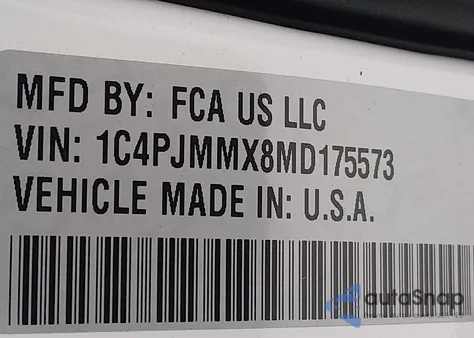 MFD BY: FCA US LLC
VIN: 1C4PJMMX8MD175573
VEHICLE MADE IN: U.S.A.
autoSnap